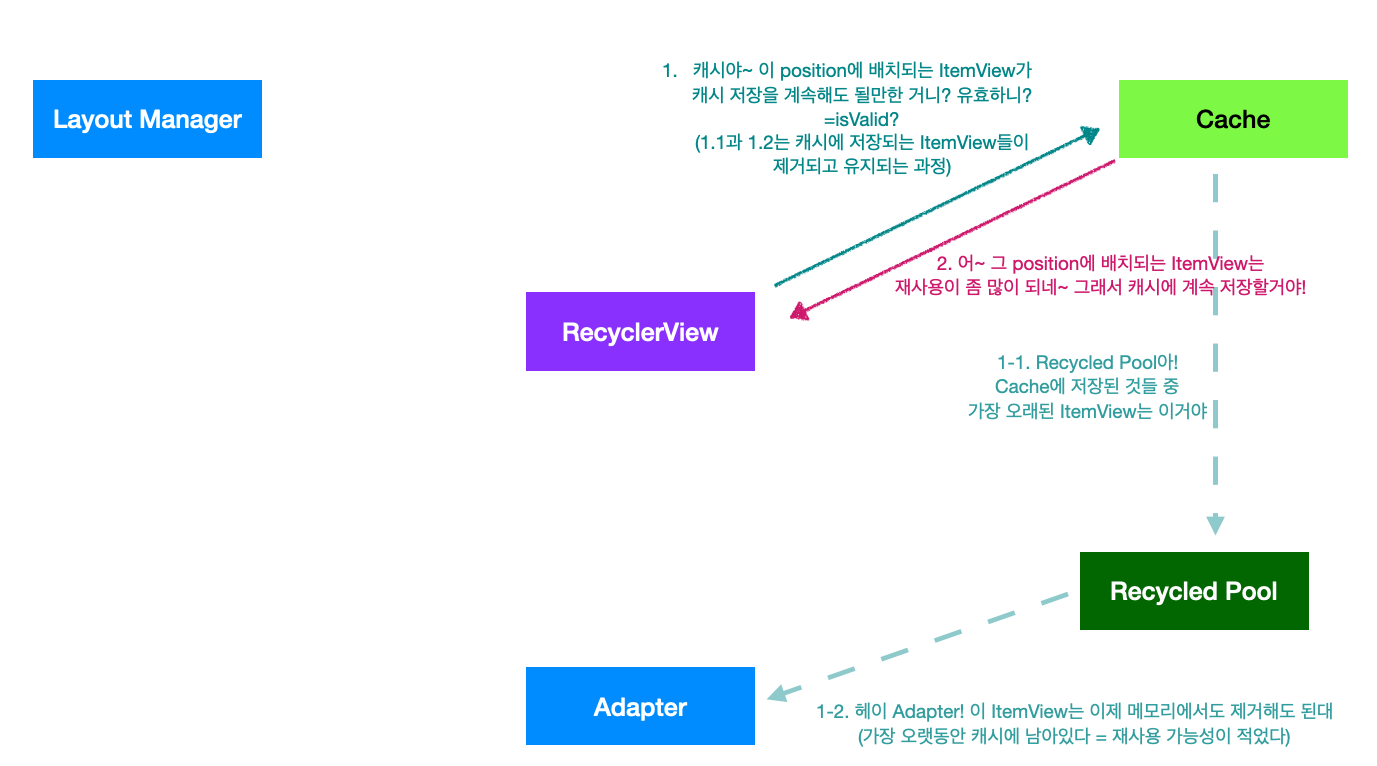 1. 캐시야~ 이 position에 배치되는 ItemView가
캐시 저장을 계속해도 될만한 거니? 유효하니?
=isValid?
(1.1과 1.2는 캐시에 저장되는 ItemView들이
제거되고 유지되는 과정)
Layout Manager
Cache
2. 어~ 그 position에 배치되는 ItemView는
재사용이 좀 많이 되네~ 그래서 캐시에 계속 저장할거야!
RecyclerView
1-1. Recycled Pool아!
Cache에 저장된 것들 중
가장 오래된 ItemView는 이거야
Recycled Pool
Adapter
1-2. 헤이 Adapter! 이 ItemView는 이제 메모리에서도 제거해도 된대
(가장 오랫동안 캐시에 남아있다 = 재사용 가능성이 적었다)